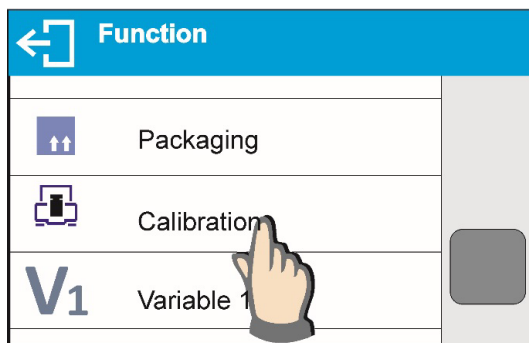 Function
Packaging
Calibration
V1 Variable 1